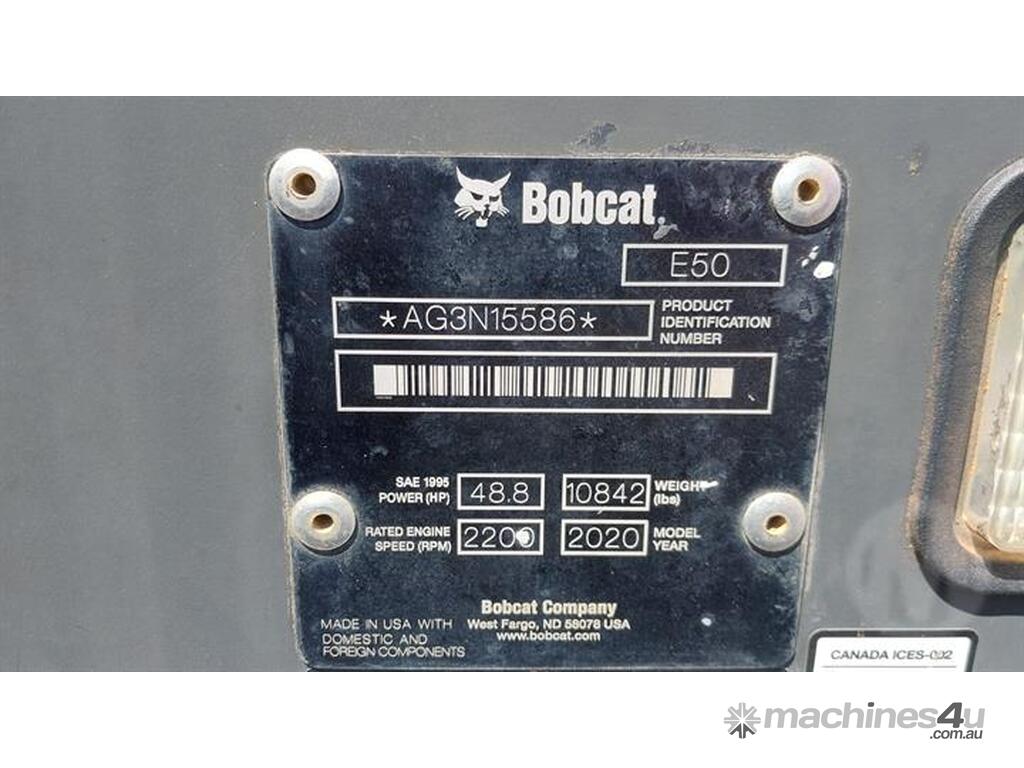 Bobcat.
E50
*AG3N15586*
PRODUCT
IDENTIFICATION
NUMBER
SAE 1995
POWER (HP)
48.8
10842
WEIGHT
(lbs)
RATED ENGINE
SPEED (RPM)
2200
2020
MODEL
YEAR
Bobcat Company
West Fargo, ND 58078 USA
www.bobcat.com
MADE IN USA WITH
DOMESTIC AND
FOREIGN COMPONENTS
CANADA ICES-002
machines4u
.com.au